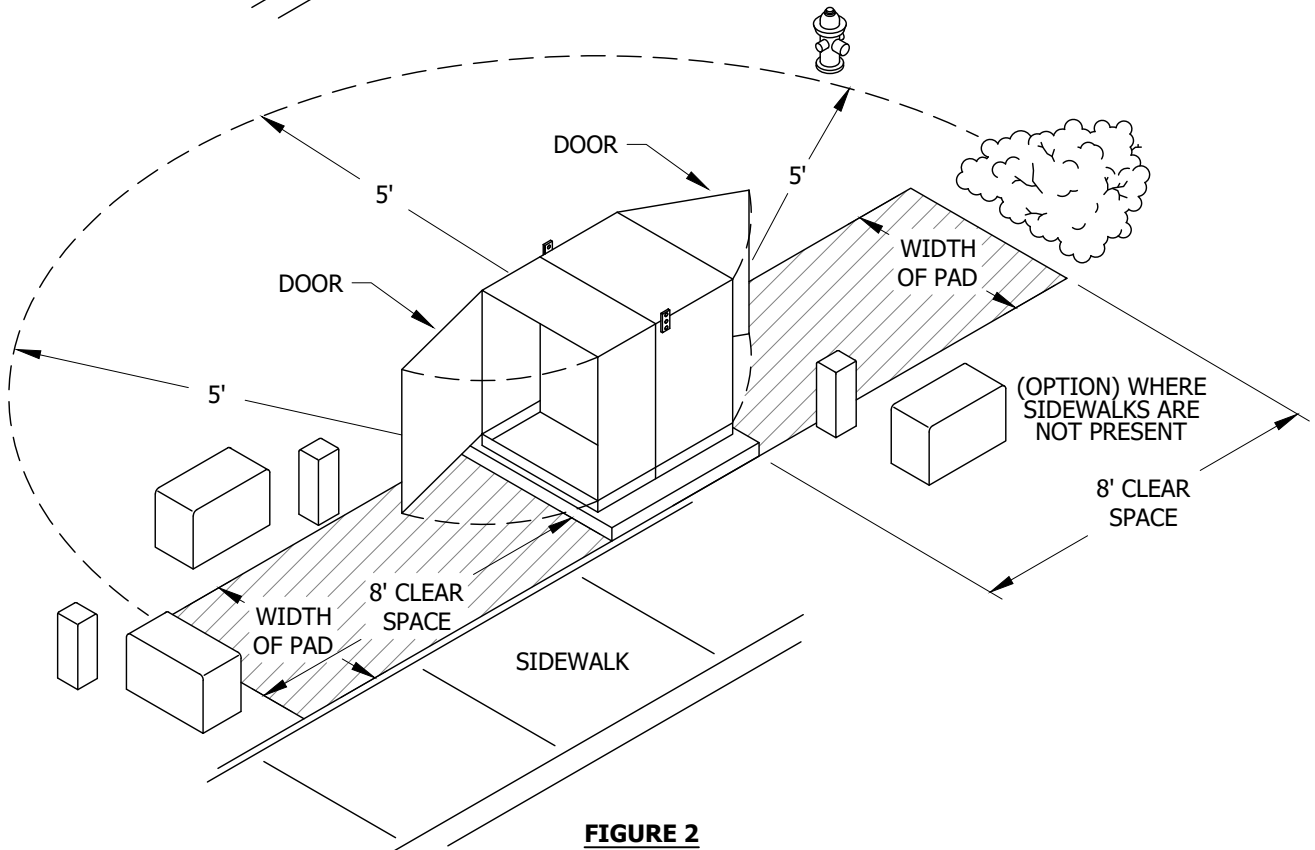 DOOR
5'
5'
DOOR
WIDTH
OF PAD
5'
(OPTION) WHERE
SIDEWALKS ARE
NOT PRESENT
8' CLEAR
SPACE
8' CLEAR
SPACE
WIDTH
OF PAD
SIDEWALK
FIGURE 2